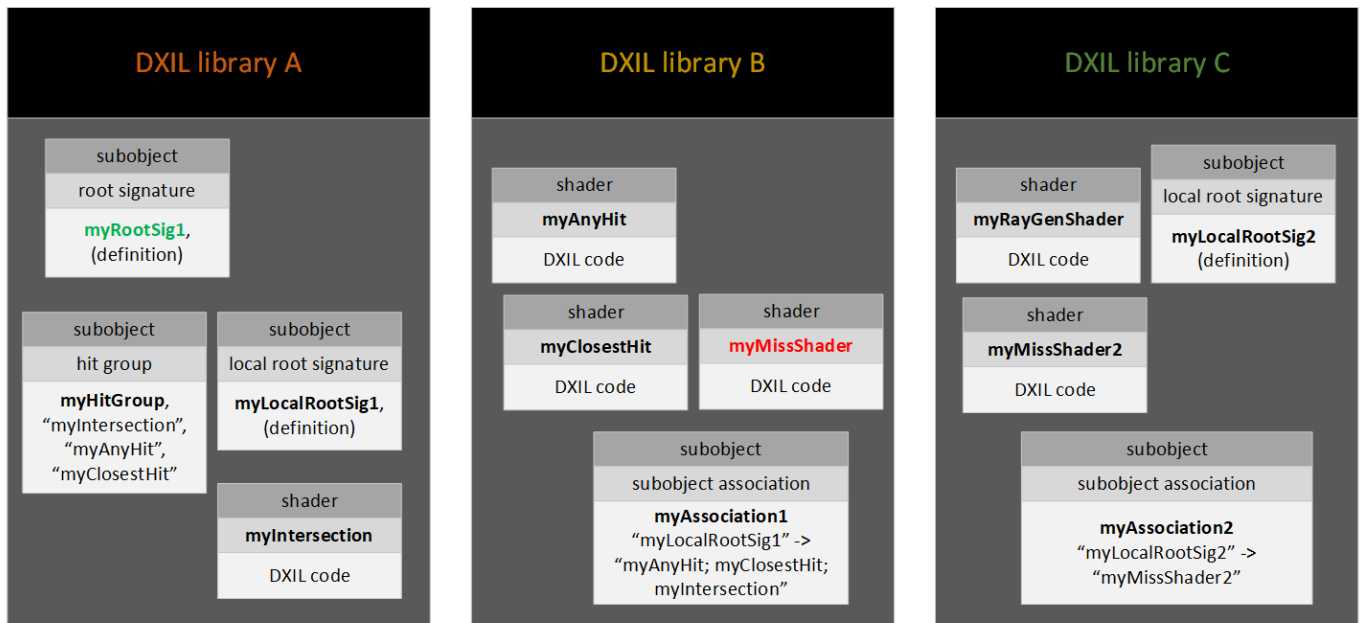 DXIL library A
subobject
root signature
myRootSig1,
(definition)
subobject
hit group
myHitGroup,
“myIntersection”,
“myAnyHit”,
“myClosestHit”
subobject
local root signature
myLocalRootSig1,
(definition)
shader
myIntersection
DXIL code
DXIL library B
shader
myAnyHit
DXIL code
shader
myClosestHit
DXIL code
shader
myMissShader
DXIL code
subobject
subobject association
myAssociation1
“myLocalRootSig1” ->
“myAnyHit; myClosestHit;
myIntersection”
DXIL library C
shader
myRayGenShader
DXIL code
subobject
local root signature
myLocalRootSig2
(definition)
shader
myMissShader2
DXIL code
subobject
subobject association
myAssociation2
“myLocalRootSig2” ->
“myMissShader2”